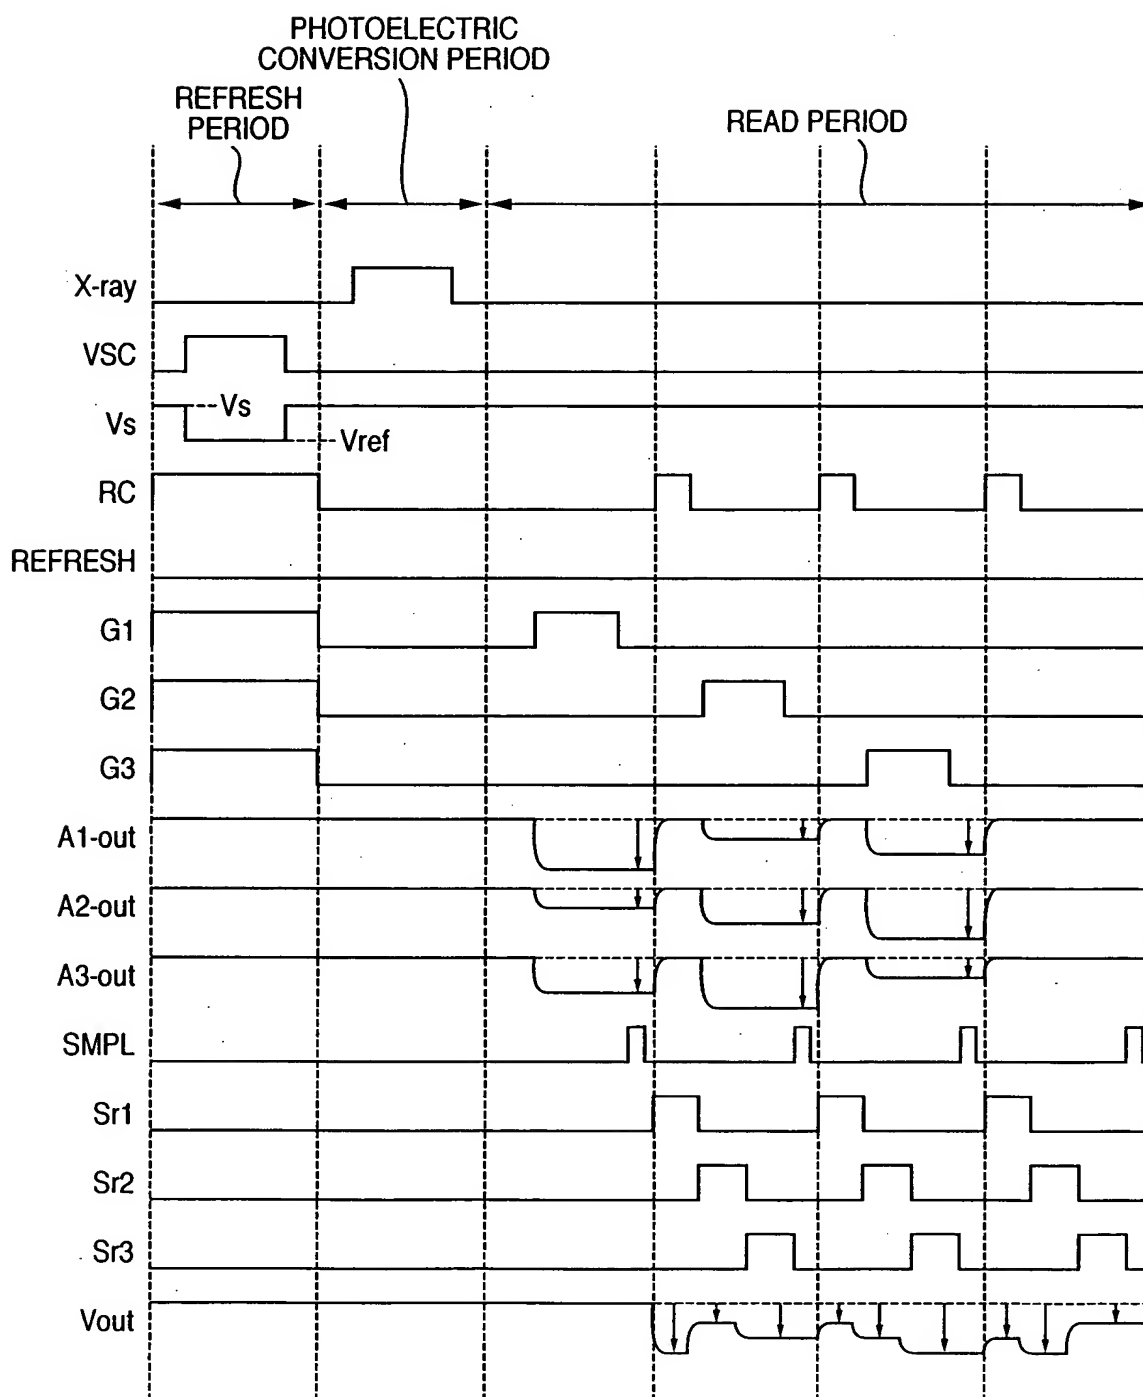 PHOTOELECTRIC
CONVERSION PERIOD
REFRESH
PERIOD
READ PERIOD
X-ray
VSC
Vs
Vs
Vref
RC
REFRESH
G1
G2
G3
A1-out
A2-out
A3-out
SMPL
Sr1
Sr2
Sr3
Vout